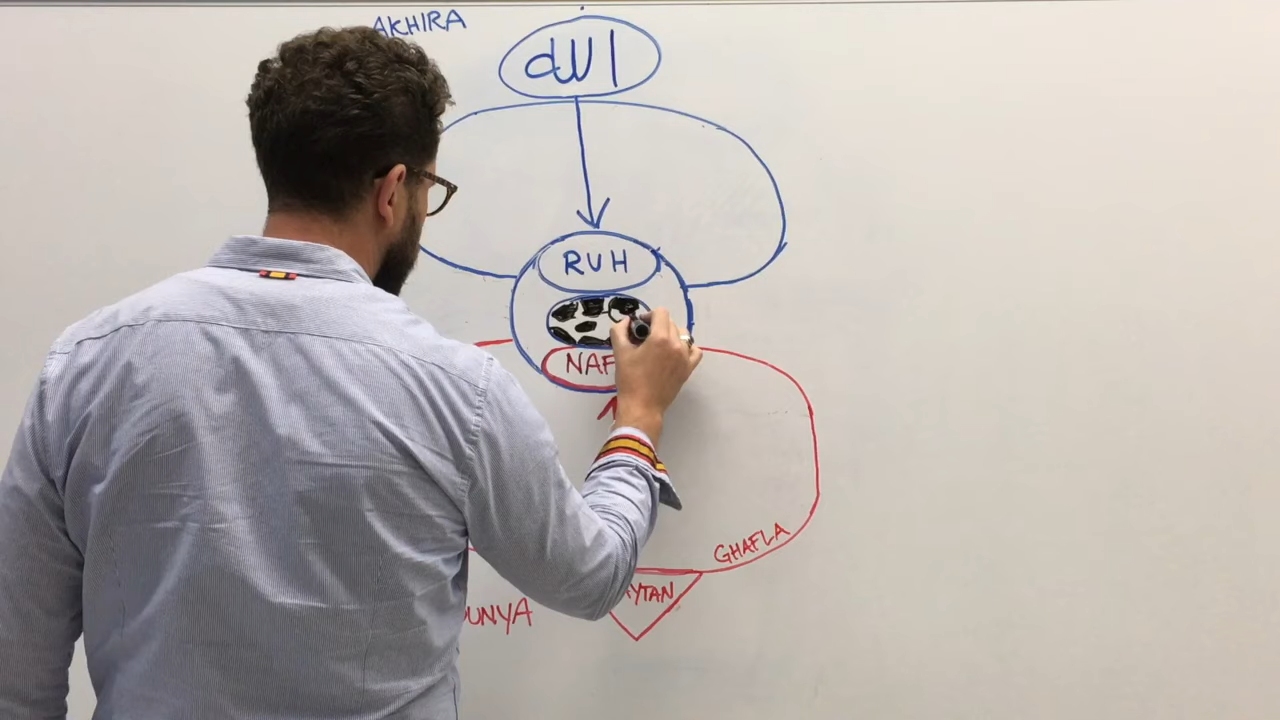 AKHIRA
الله
RUH
NAF
GHAFLA
YTAN
UNYA